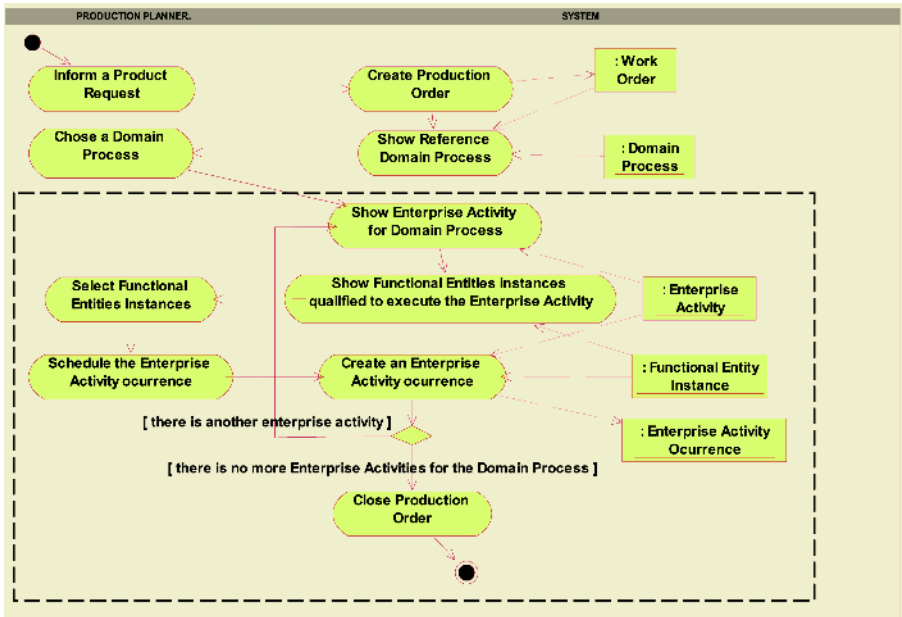 PRODUCTION PLANNER.
SYSTEM
Inform a Product
Request
Create Production
Order
: Work
Order
Chose a Domain
Process
Show Reference
Domain Process
: Domain
Process
Show Enterprise Activity
for Domain Process
Select Functional
Entities Instances
Show Functional Entities instances
qualified to execute the Enterprise Activity
: Enterprise
Activity
Schedule the Enterprise
Activity ocurrence
Create an Enterprise
Activity ocurrence
: Functional Entity
Instance
[ there is another enterprise activity ]
: Enterprise Activity
Ocurrence
[ there is no more Enterprise Activities for the Domain Process ]
Close Production
Order